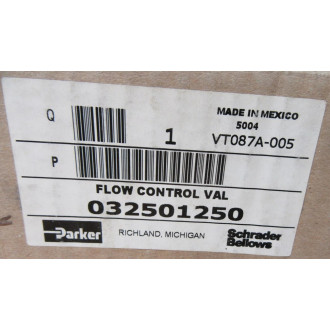 MADE IN MEXICO
5004
Q 1 VT087A-005
P
FLOW CONTROL VAL
032501250
Parker RICHLAND, MICHIGAN Schrader
Bellows